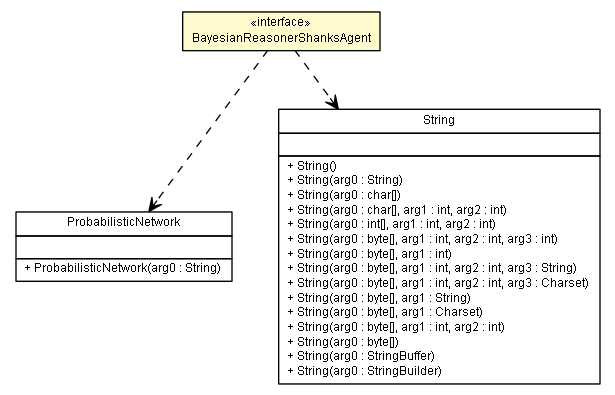 «interface»
BayesianReasonerShanksAgent
String
+ String()
+ String(arg0 : String)
+ String(arg0 : char[])
+ String(arg0 : char[], arg1 : int, arg2 : int)
+ String(arg0 : int[], arg1 : int, arg2 : int)
+ String(arg0 : byte[], arg1 : int, arg2 : int, arg3 : int)
+ String(arg0 : byte[], arg1 : int)
+ String(arg0 : byte[], arg1 : int, arg2 : int, arg3 : String)
+ String(arg0 : byte[], arg1 : int, arg2 : int, arg3 : Charset)
+ String(arg0 : byte[], arg1 : String)
+ String(arg0 : byte[], arg1 : Charset)
+ String(arg0 : byte[], arg1 : int, arg2 : int)
+ String(arg0 : byte[])
+ String(arg0 : StringBuffer)
+ String(arg0 : StringBuilder)
ProbabilisticNetwork
+ ProbabilisticNetwork(arg0 : String)